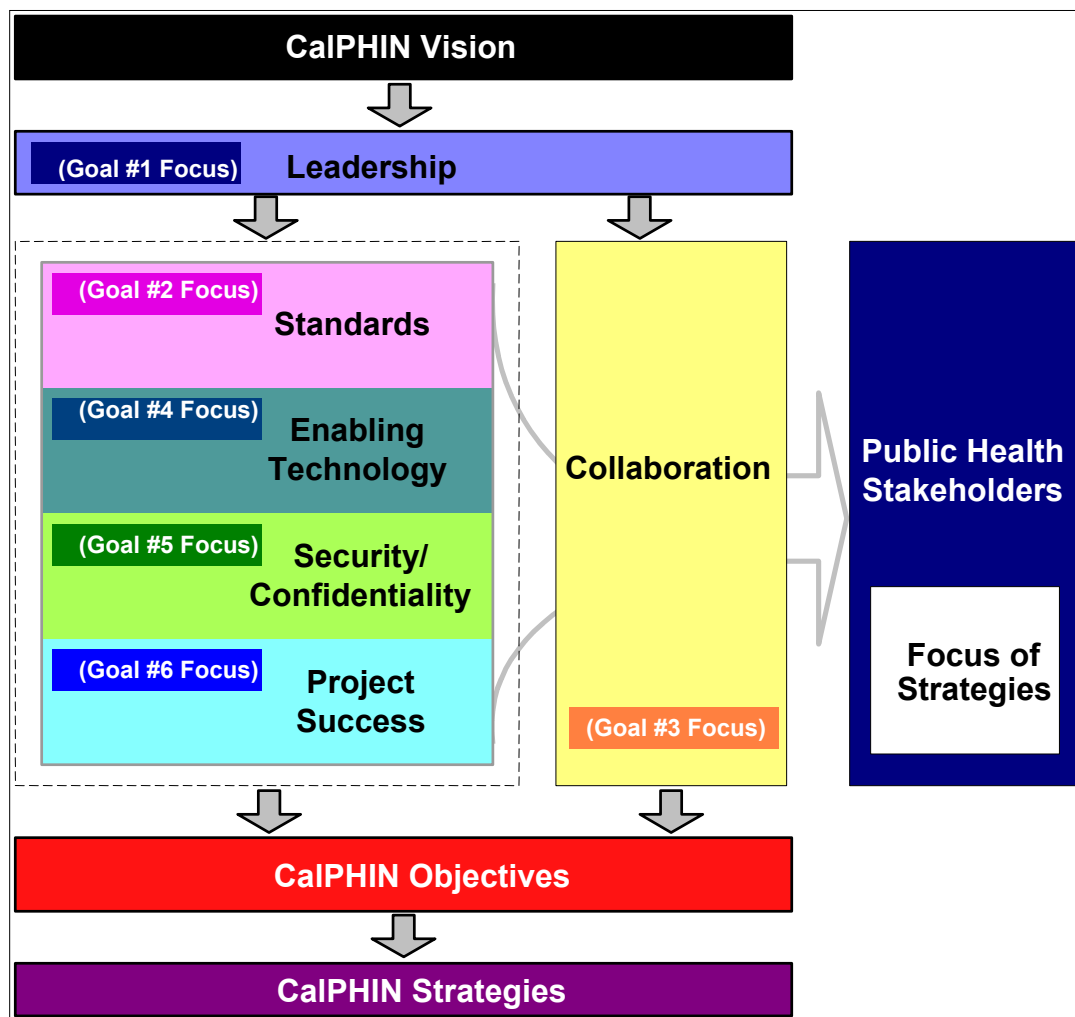 CalPHIN Vision
(Goal #1 Focus)
Leadership
(Goal #2 Focus)
Standards
(Goal #4 Focus)
Enabling
Technology
(Goal #5 Focus)
Security/
Confidentiality
(Goal #6 Focus)
Project
Success
Collaboration
(Goal #3 Focus)
Public Health
Stakeholders
Focus of
Strategies
CalPHIN Objectives
CalPHIN Strategies